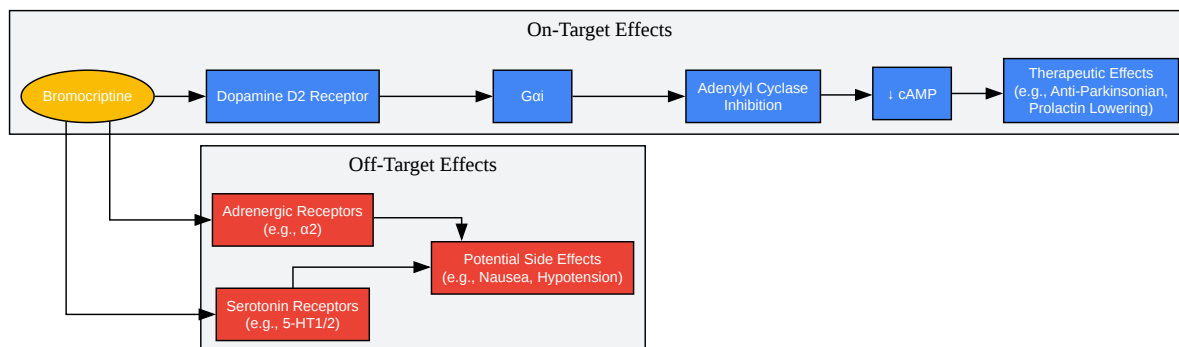 On-Target Effects
Bromocriptine
Dopamine D2 Receptor
Gαi
Adenylyl Cyclase
Inhibition
↓ cAMP
Therapeutic Effects
(e.g., Anti-Parkinsonian,
Prolactin Lowering)
Off-Target Effects
Adrenergic Receptors
(e.g., α2)
Potential Side Effects
(e.g., Nausea, Hypotension)
Serotonin Receptors
(e.g., 5-HT1/2)